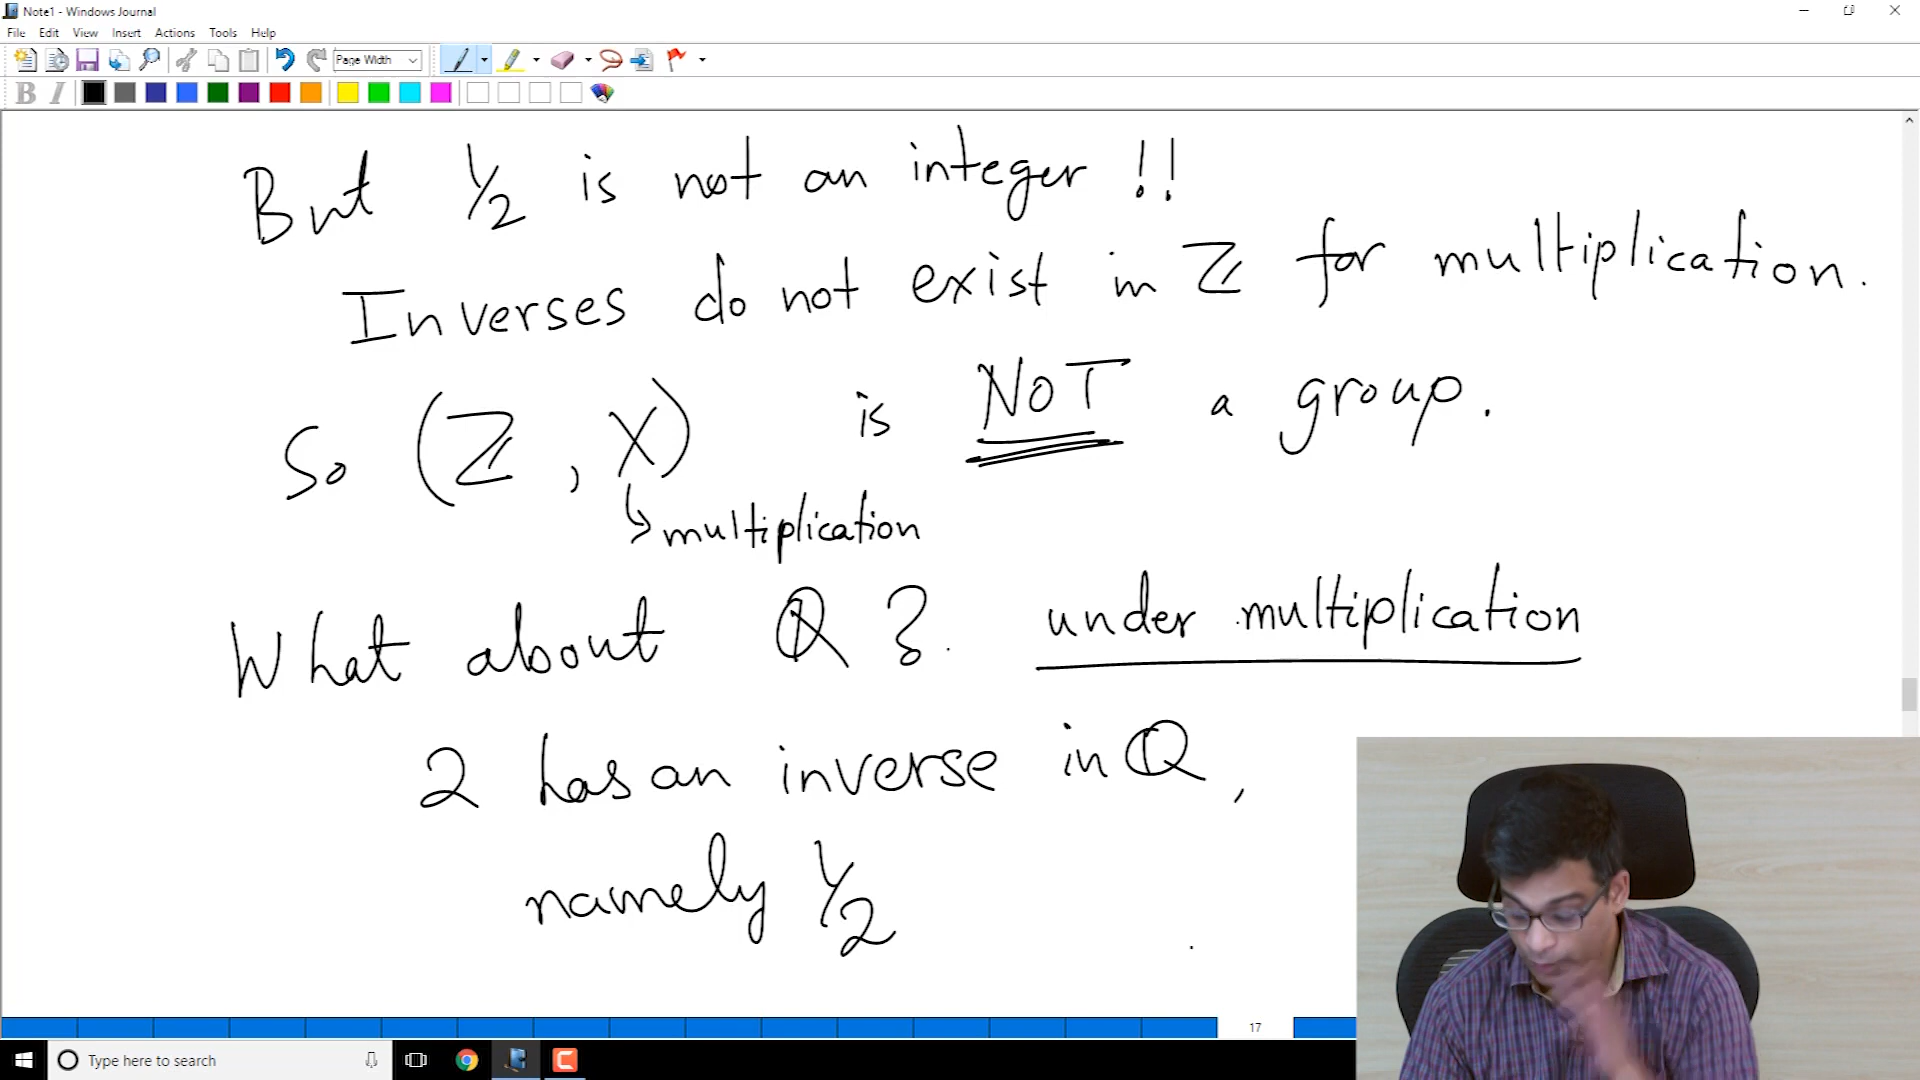 Note1 - Windows Journal
File Edit View Insert Actions Tools Help
Page Width
B I
But 1/2 is not an integer !!
Inverses do not exist in ℤ for multiplication.
So (ℤ , X) is NOT a group.
multiplication
What about ℚ ?. under multiplication
2 has an inverse in ℚ,
namely 1/2
17
Type here to search